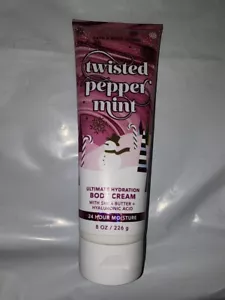 twisted
pepper
mint
ULTIMATE HYDRATION
BODY CREAM
WITH SHEA BUTTER +
HYALURONIC ACID
24 HOUR MOISTURE
8 OZ / 226 g